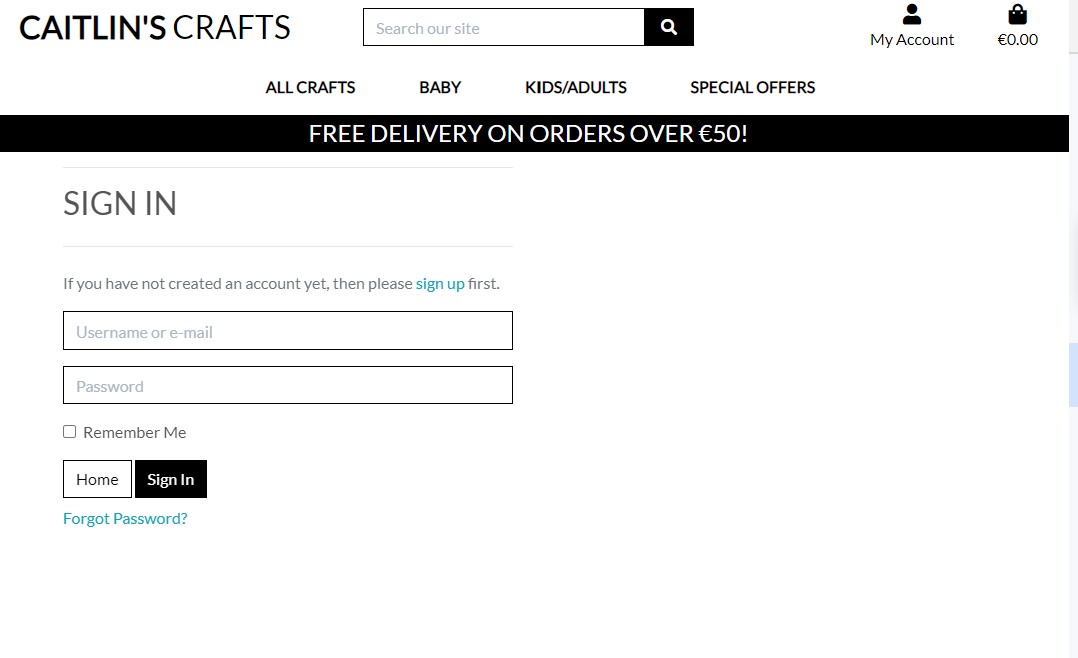 CAITLIN'S CRAFTS
Search our site
My Account
€0.00
ALL CRAFTS BABY KIDS/ADULTS SPECIAL OFFERS
FREE DELIVERY ON ORDERS OVER €50!
SIGN IN
If you have not created an account yet, then please sign up first.
Username or e-mail
Password
Remember Me
Home Sign In
Forgot Password?